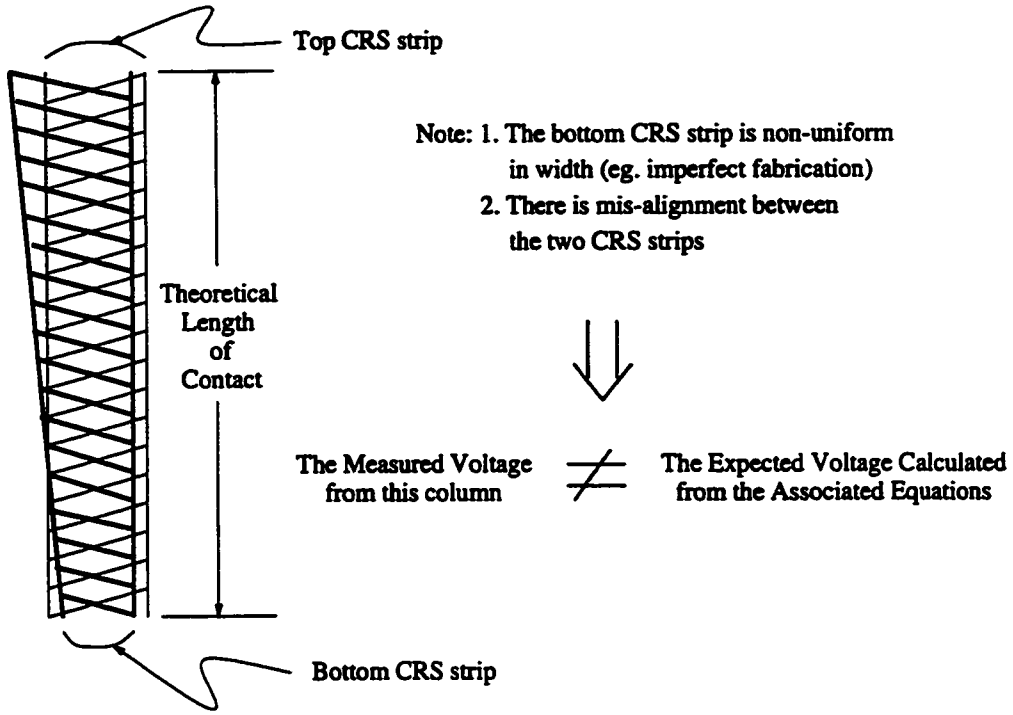 Top CRS strip
Note: 1. The bottom CRS strip is non-uniform
in width (eg. imperfect fabrication)
2. There is mis-alignment between
the two CRS strips
Theoretical
Length
of
Contact
The Measured Voltage
from this column
≠
The Expected Voltage Calculated
from the Associated Equations
Bottom CRS strip